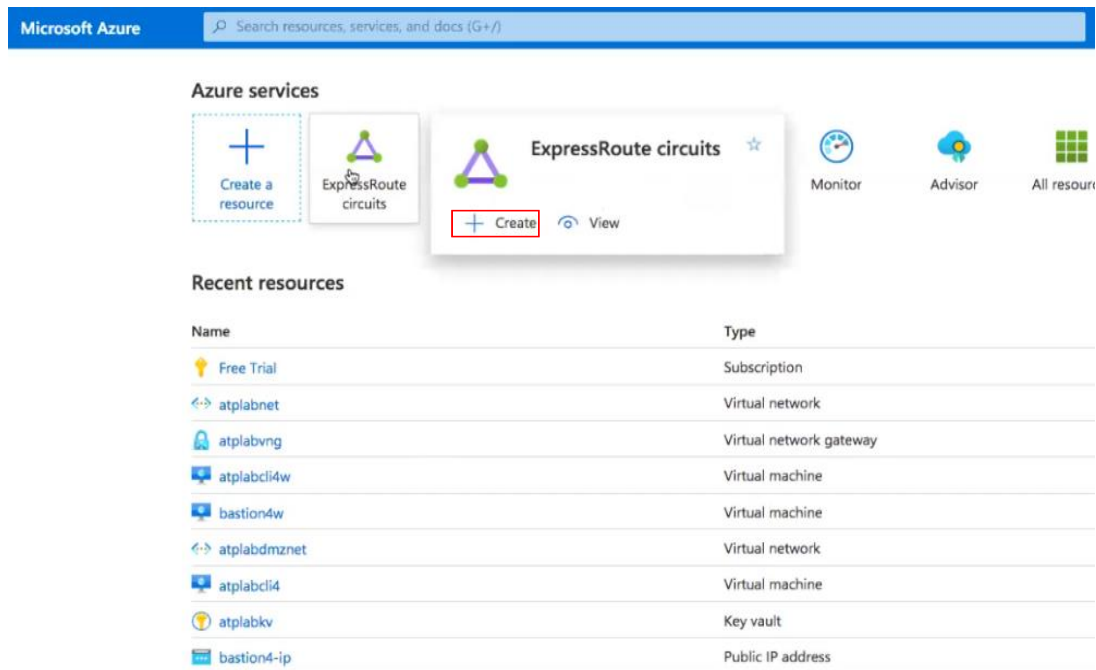 Microsoft Azure
Search resources, services, and docs (G+/)
Azure services
Create a
resource
ExpressRoute
circuits
ExpressRoute circuits
Create
View
Monitor
Advisor
All resourc
Recent resources
Name Type
Free Trial Subscription
atplabnet Virtual network
atplabvng Virtual network gateway
atplabcli4w Virtual machine
bastion4w Virtual machine
atplabdmznet Virtual network
atplabcli4 Virtual machine
atplabkv Key vault
bastion4-ip Public IP address